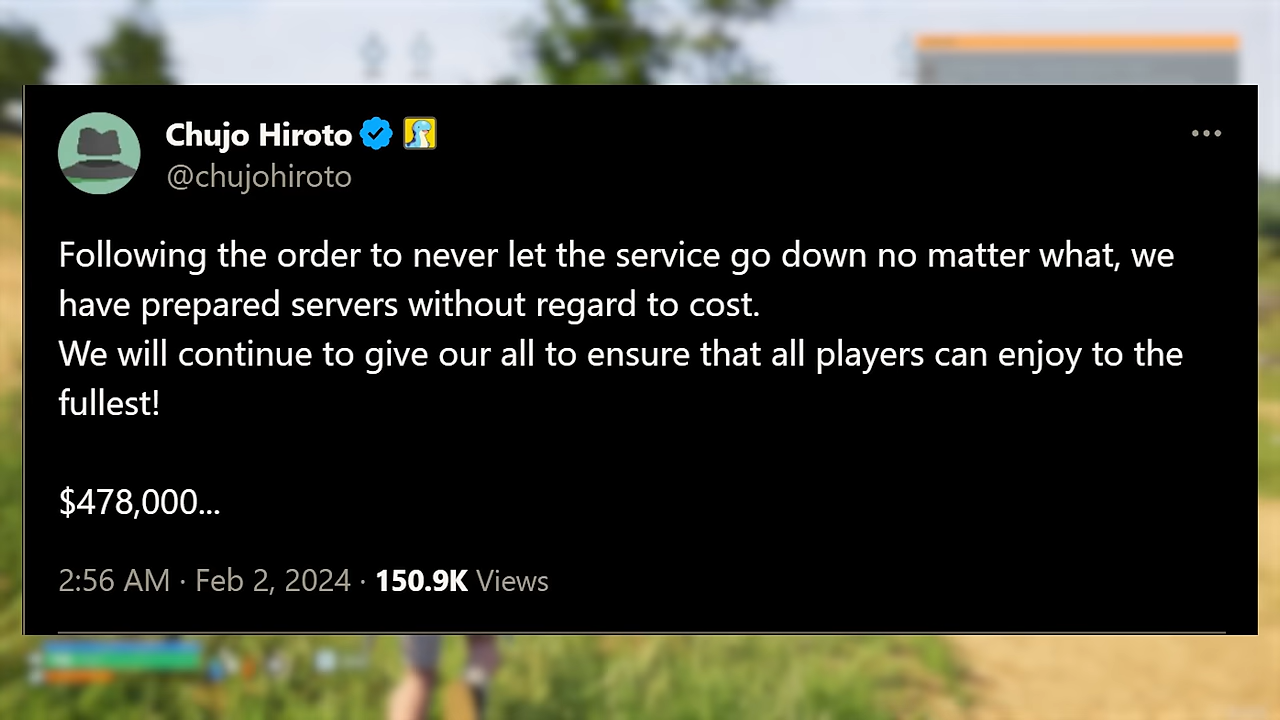 Chujo Hiroto
@chujohiroto
Following the order to never let the service go down no matter what, we
have prepared servers without regard to cost.
We will continue to give our all to ensure that all players can enjoy to the
fullest!
$478,000...
2:56 AM · Feb 2, 2024 · 150.9K Views